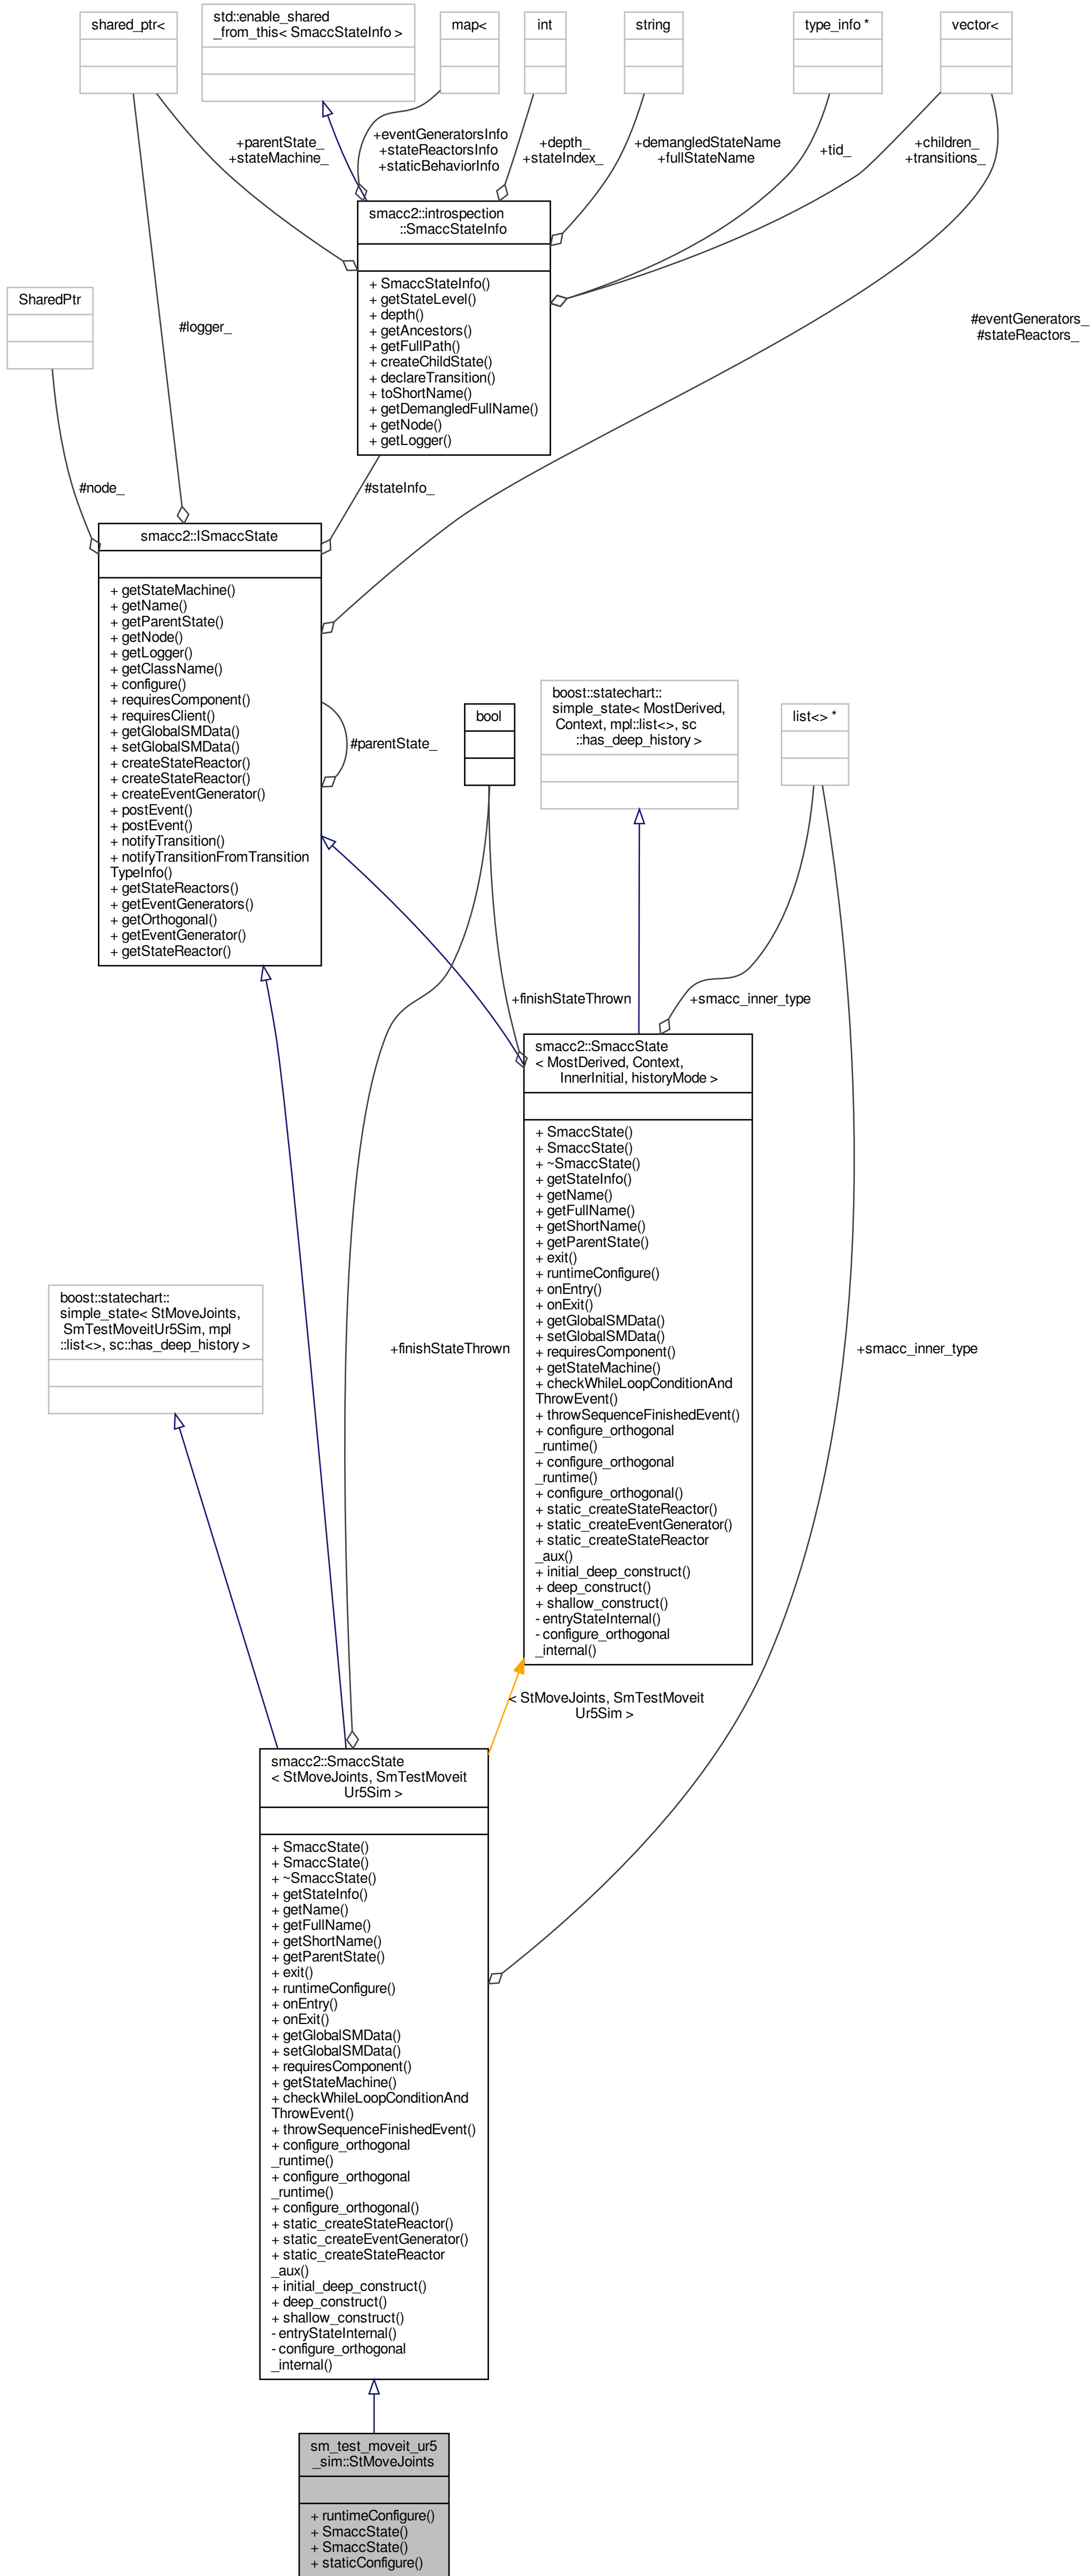 shared_ptr<
std::enable_shared
_from_this< SmaccStateInfo >
map<
int
string
type_info *
vector<
+parentState_
+stateMachine_
+eventGeneratorsInfo
+stateReactorsInfo
+staticBehaviorInfo
+depth_
+stateIndex_
+demangledStateName
+fullStateName
+tid_
+children_
+transitions_
smacc2::introspection
::SmaccStateInfo
+ SmaccStateInfo()
+ getStateLevel()
+ depth()
+ getAncestors()
+ getFullPath()
+ createChildState()
+ declareTransition()
+ toShortName()
+ getDemangledFullName()
+ getNode()
+ getLogger()
SharedPtr
#logger_
#eventGenerators_
#stateReactors_
#node_
#stateInfo_
smacc2::ISmaccState
+ getStateMachine()
+ getName()
+ getParentState()
+ getNode()
+ getLogger()
+ getClassName()
+ configure()
+ requiresComponent()
+ requiresClient()
+ getGlobalSMData()
+ setGlobalSMData()
+ createStateReactor()
+ createStateReactor()
+ createEventGenerator()
+ postEvent()
+ postEvent()
+ notifyTransition()
+ notifyTransitionFromTransition
TypeInfo()
+ getStateReactors()
+ getEventGenerators()
+ getOrthogonal()
+ getEventGenerator()
+ getStateReactor()
#parentState_
bool
boost::statechart::
simple_state< MostDerived,
Context, mpl::list<>, sc
::has_deep_history >
list<> *
+finishStateThrown
+smacc_inner_type
smacc2::SmaccState
< MostDerived, Context,
InnerInitial, historyMode >
+ SmaccState()
+ SmaccState()
+ ~SmaccState()
+ getStateInfo()
+ getName()
+ getFullName()
+ getShortName()
+ getParentState()
+ exit()
+ runtimeConfigure()
+ onEntry()
+ onExit()
+ getGlobalSMData()
+ setGlobalSMData()
+ requiresComponent()
+ getStateMachine()
+ checkWhileLoopConditionAnd
ThrowEvent()
+ throwSequenceFinishedEvent()
+ configure_orthogonal
_runtime()
+ configure_orthogonal
_runtime()
+ configure_orthogonal()
+ static_createStateReactor()
+ static_createEventGenerator()
+ static_createStateReactor
_aux()
+ initial_deep_construct()
+ deep_construct()
+ shallow_construct()
- entryStateInternal()
- configure_orthogonal
_internal()
boost::statechart::
simple_state< StMoveJoints,
SmTestMoveitUr5Sim, mpl
::list<>, sc::has_deep_history >
+finishStateThrown
+smacc_inner_type
< StMoveJoints, SmTestMoveit
Ur5Sim >
smacc2::SmaccState
< StMoveJoints, SmTestMoveit
Ur5Sim >
+ SmaccState()
+ SmaccState()
+ ~SmaccState()
+ getStateInfo()
+ getName()
+ getFullName()
+ getShortName()
+ getParentState()
+ exit()
+ runtimeConfigure()
+ onEntry()
+ onExit()
+ getGlobalSMData()
+ setGlobalSMData()
+ requiresComponent()
+ getStateMachine()
+ checkWhileLoopConditionAnd
ThrowEvent()
+ throwSequenceFinishedEvent()
+ configure_orthogonal
_runtime()
+ configure_orthogonal
_runtime()
+ configure_orthogonal()
+ static_createStateReactor()
+ static_createEventGenerator()
+ static_createStateReactor
_aux()
+ initial_deep_construct()
+ deep_construct()
+ shallow_construct()
- entryStateInternal()
- configure_orthogonal
_internal()
sm_test_moveit_ur5
_sim::StMoveJoints
+ runtimeConfigure()
+ SmaccState()
+ SmaccState()
+ staticConfigure()